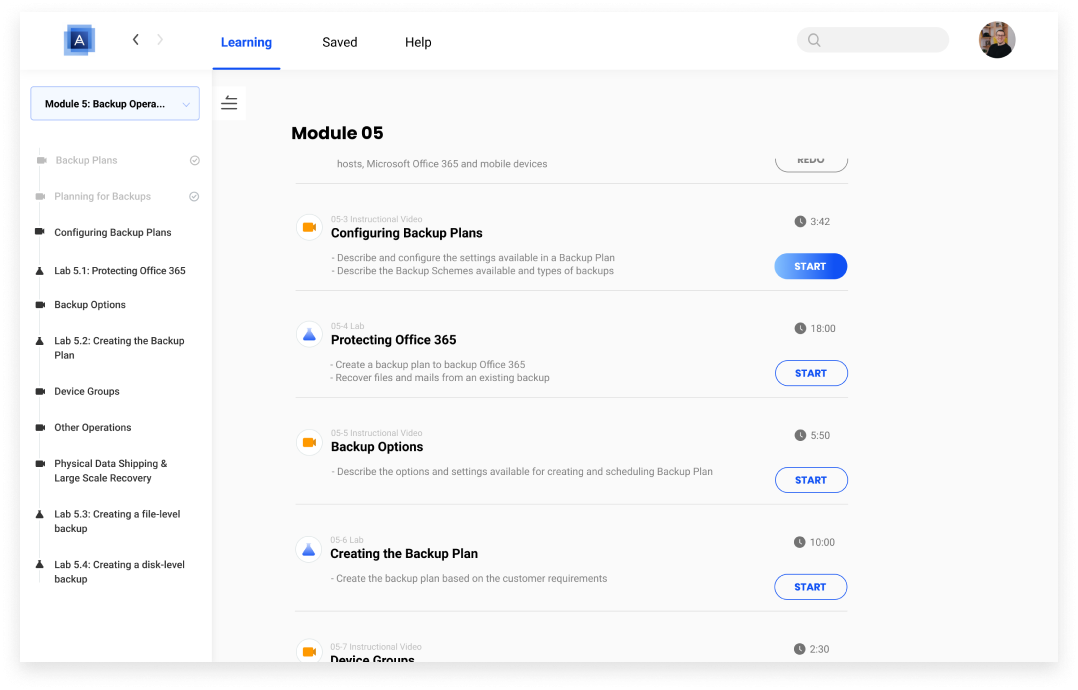 A
Learning
Saved
Help
Module 5: Backup Opera...
Backup Plans
Planning for Backups
Configuring Backup Plans
Lab 5.1: Protecting Office 365
Backup Options
Lab 5.2: Creating the Backup
Plan
Device Groups
Other Operations
Physical Data Shipping &
Large Scale Recovery
Lab 5.3: Creating a file-level
backup
Lab 5.4: Creating a disk-level
backup
Module 05
hosts, Microsoft Office 365 and mobile devices
REDO
05-3 Instructional Video
Configuring Backup Plans
3:42
- Describe and configure the settings available in a Backup Plan
- Describe the Backup Schemes available and types of backups
START
05-4 Lab
Protecting Office 365
18:00
- Create a backup plan to backup Office 365
- Recover files and mails from an existing backup
START
05-5 Instructional Video
Backup Options
5:50
- Describe the options and settings available for creating and scheduling Backup Plan
START
05-6 Lab
Creating the Backup Plan
10:00
- Create the backup plan based on the customer requirements
START
05-7 Instructional Video
Device Groups
2:30